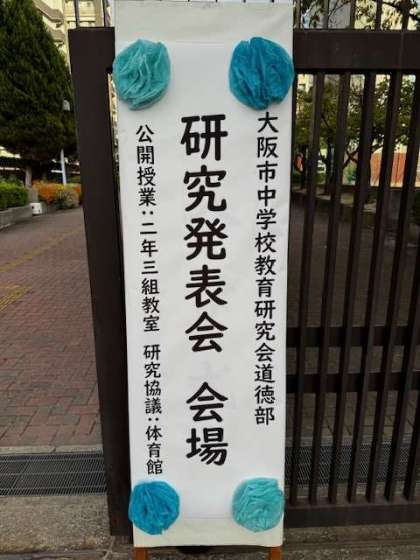 大阪市中学校教育研究会道徳部
研究発表会 会場
公開授業:二年三組教室 研究協議:体育館